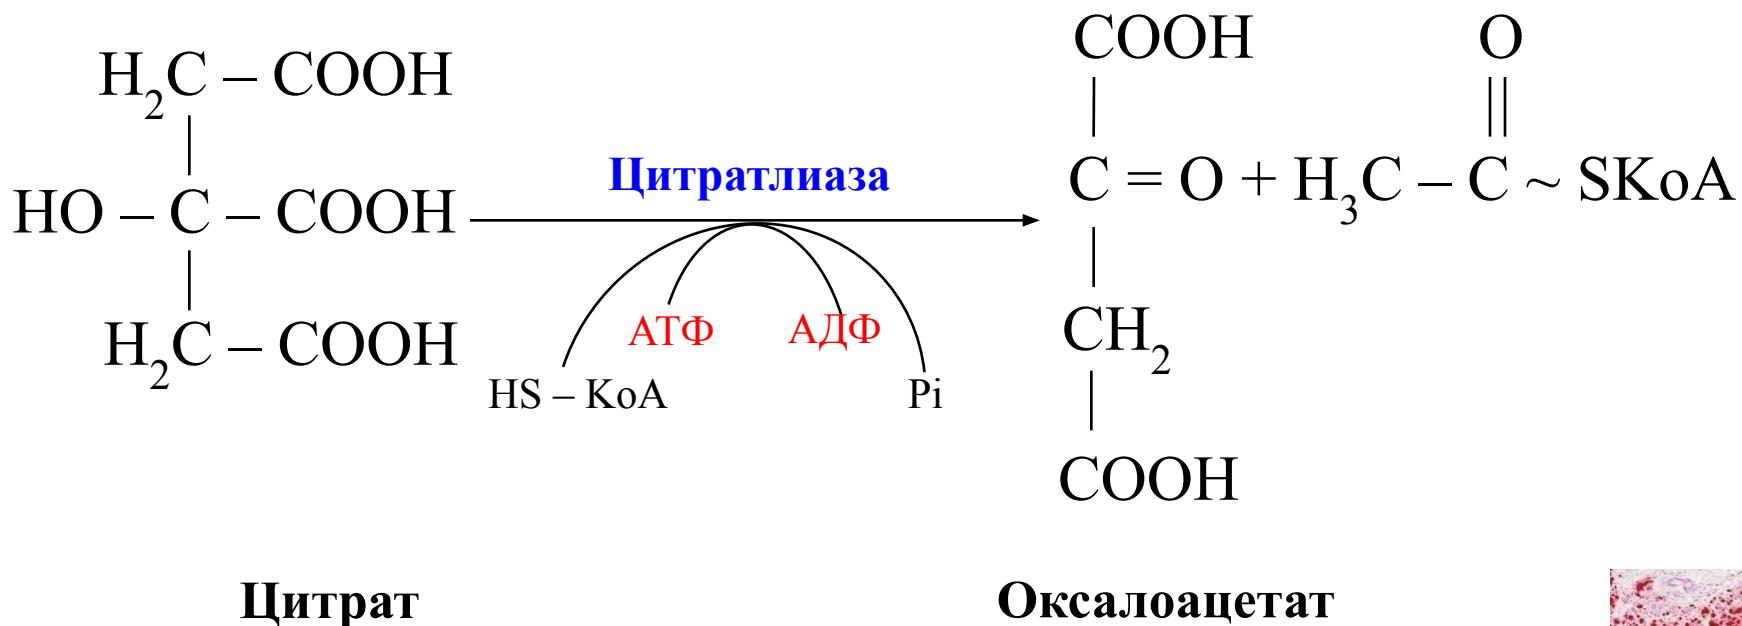 H₂C – COOH
HO – C – COOH
H₂C – COOH
Цитратлиаза
АТФ
АДФ
HS – KoA
Pi
COOH
O
C = O + H₃C – C ~ SKoA
CH₂
COOH
Цитрат
Оксалоацетат